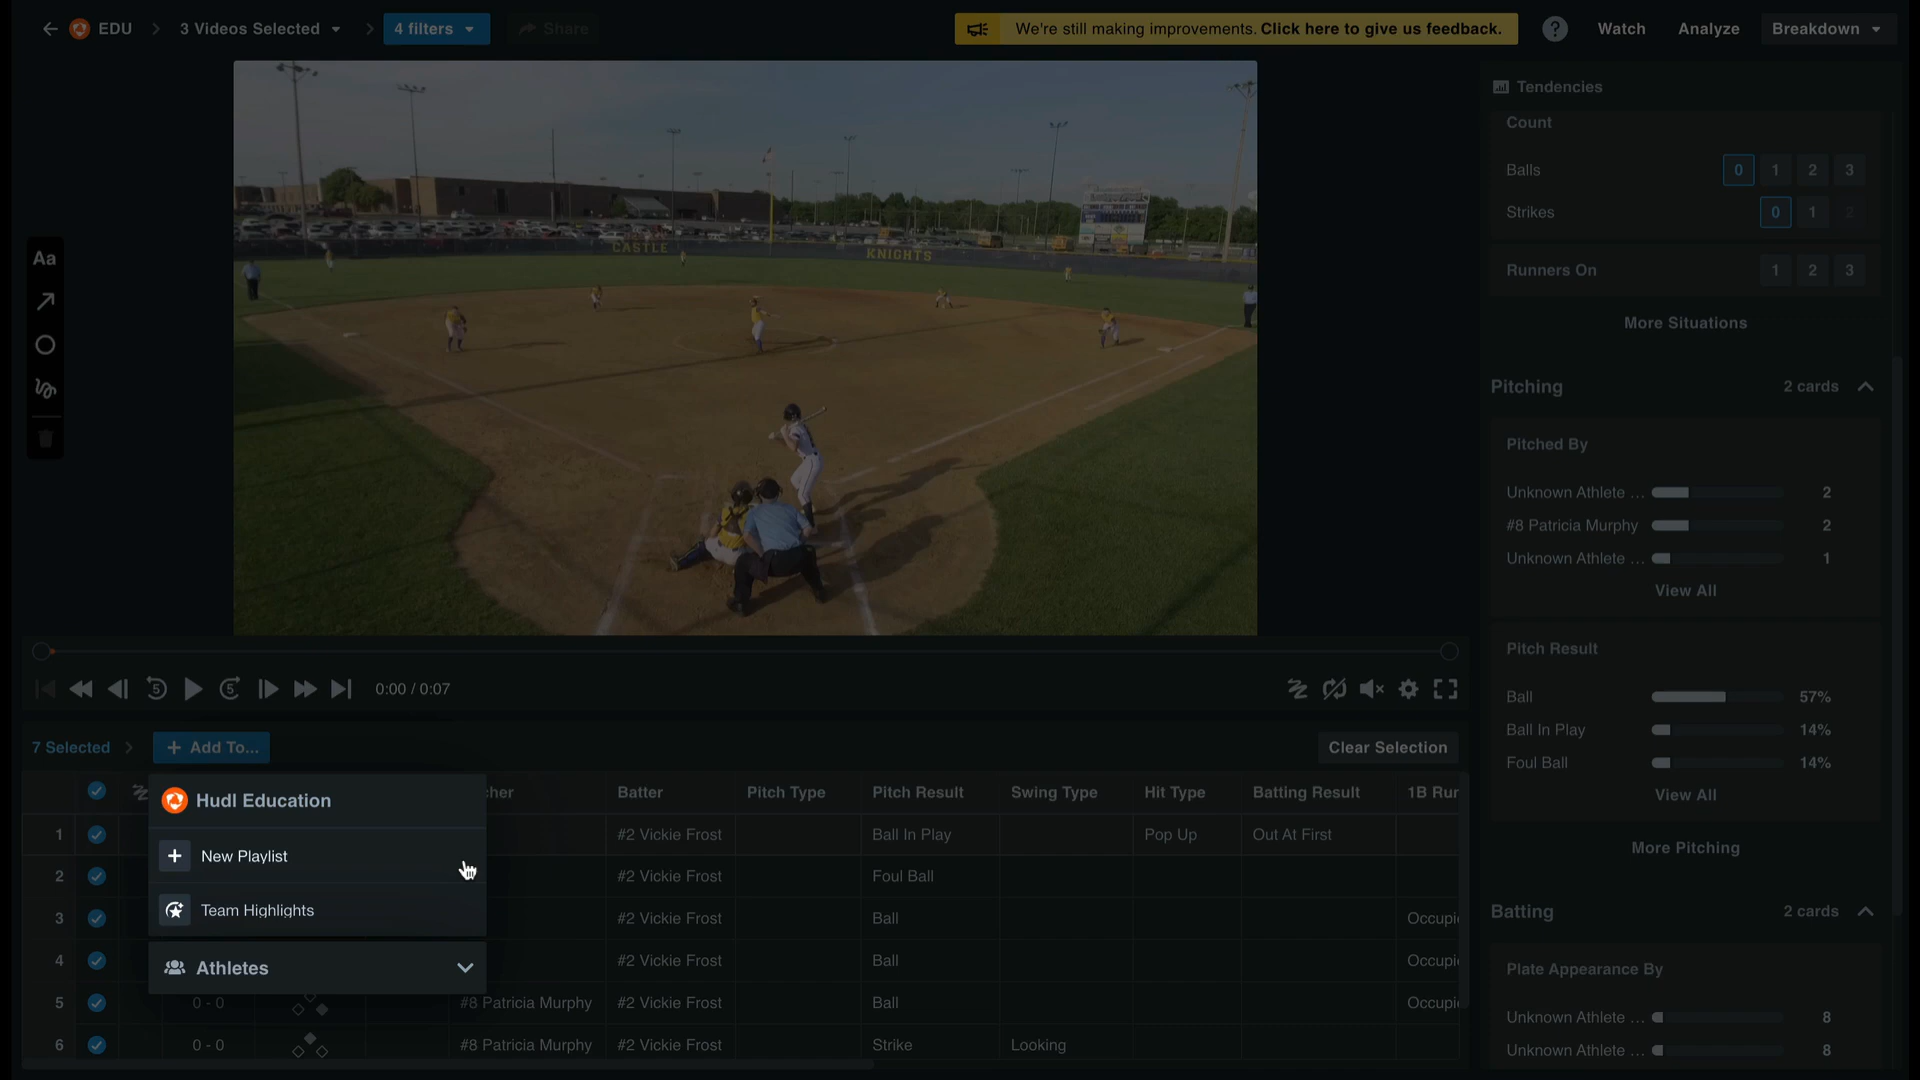 EDU
3 Videos Selected
4 filters
Share
We're still making improvements. Click here to give us feedback.
?
Watch
Analyze
Breakdown
Tendencies
Count
Balls 0 1 2 3
Strikes 0 1 2
Runners On 1 2 3
More Situations
Pitching 2 cards
Pitched By
Unknown Athlete ... 2
#8 Patricia Murphy 2
Unknown Athlete ... 1
View All
Pitch Result
Ball 57%
Ball In Play 14%
Foul Ball 14%
View All
More Pitching
Batting 2 cards
Plate Appearance By
Unknown Athlete ... 8
Unknown Athlete ... 8
Aa
CASTLE
KNIGHTS
5
5
0:00 / 0:07
7 Selected
+ Add To...
Clear Selection
Hudl Education
New Playlist
Team Highlights
Athletes
cher Batter Pitch Type Pitch Result Swing Type Hit Type Batting Result 1B Rur
1 #2 Vickie Frost Ball In Play Pop Up Out At First
2 #2 Vickie Frost Foul Ball
3 #2 Vickie Frost Ball Occupi
4 #2 Vickie Frost Ball Occupi
5 0 - 0 #8 Patricia Murphy #2 Vickie Frost Ball Occupi
6 0 - 0 #8 Patricia Murphy #2 Vickie Frost Strike Looking